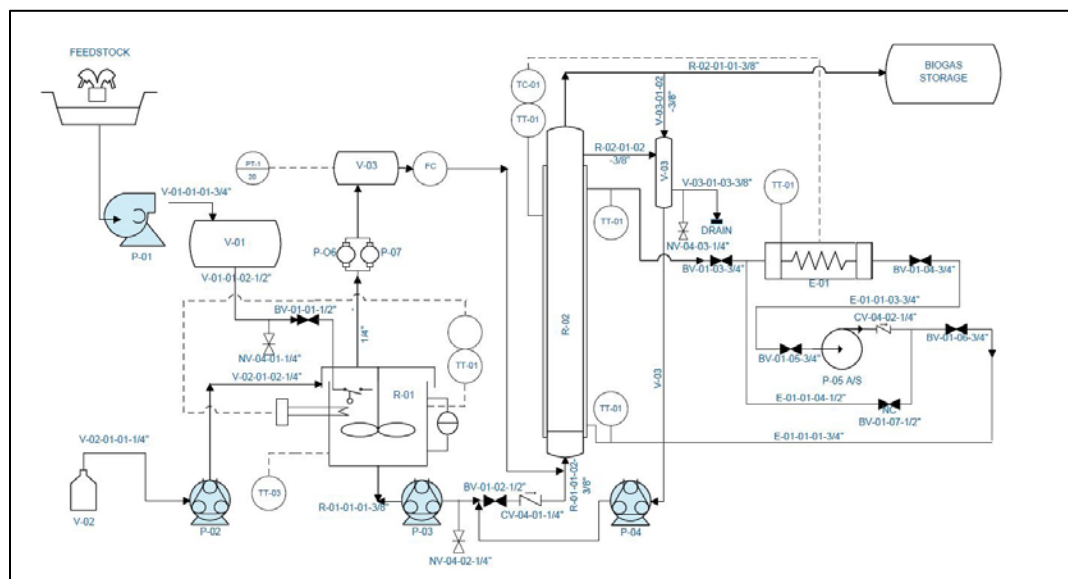 FEEDSTOCK
R-02-01-01-3/8"
BIOGAS
STORAGE
TC-01
TT-01
V-03-01-02
-3/8"
PT-1
20
V-03
FC
R-02-01-02
-3/8"
V-03
V-01-01-01-3/4"
V-03-01-03-3/8"
TT-01
TT-01
DRAIN
P-01
V-01
NV-04-03-1/4"
P-O6
P-07
BV-01-03-3/4"
BV-01-04-3/4"
E-01
V-01-01-02-1/2"
BV-01-01-1/2"
E-01-01-03-3/4"
CV-04-02-1/4"
1/4"
R-02
BV-01-06-3/4"
NV-04-01-1/4"
BV-01-05-3/4"
TT-01
P-05 A/S
V-02-01-02-1/4"
V-03
R-01
E-01-01-04-1/2"
TT-01
NC
BV-01-07-1/2"
V-02-01-01-1/4"
E-01-01-01-3/4"
R-01-01-02-
3/8"
BV-01-02-1/2"
TT-03
R-01-01-01-3/8"
CV-04-01-1/4"
V-02
P-02
P-03
P-04
NV-04-02-1/4"